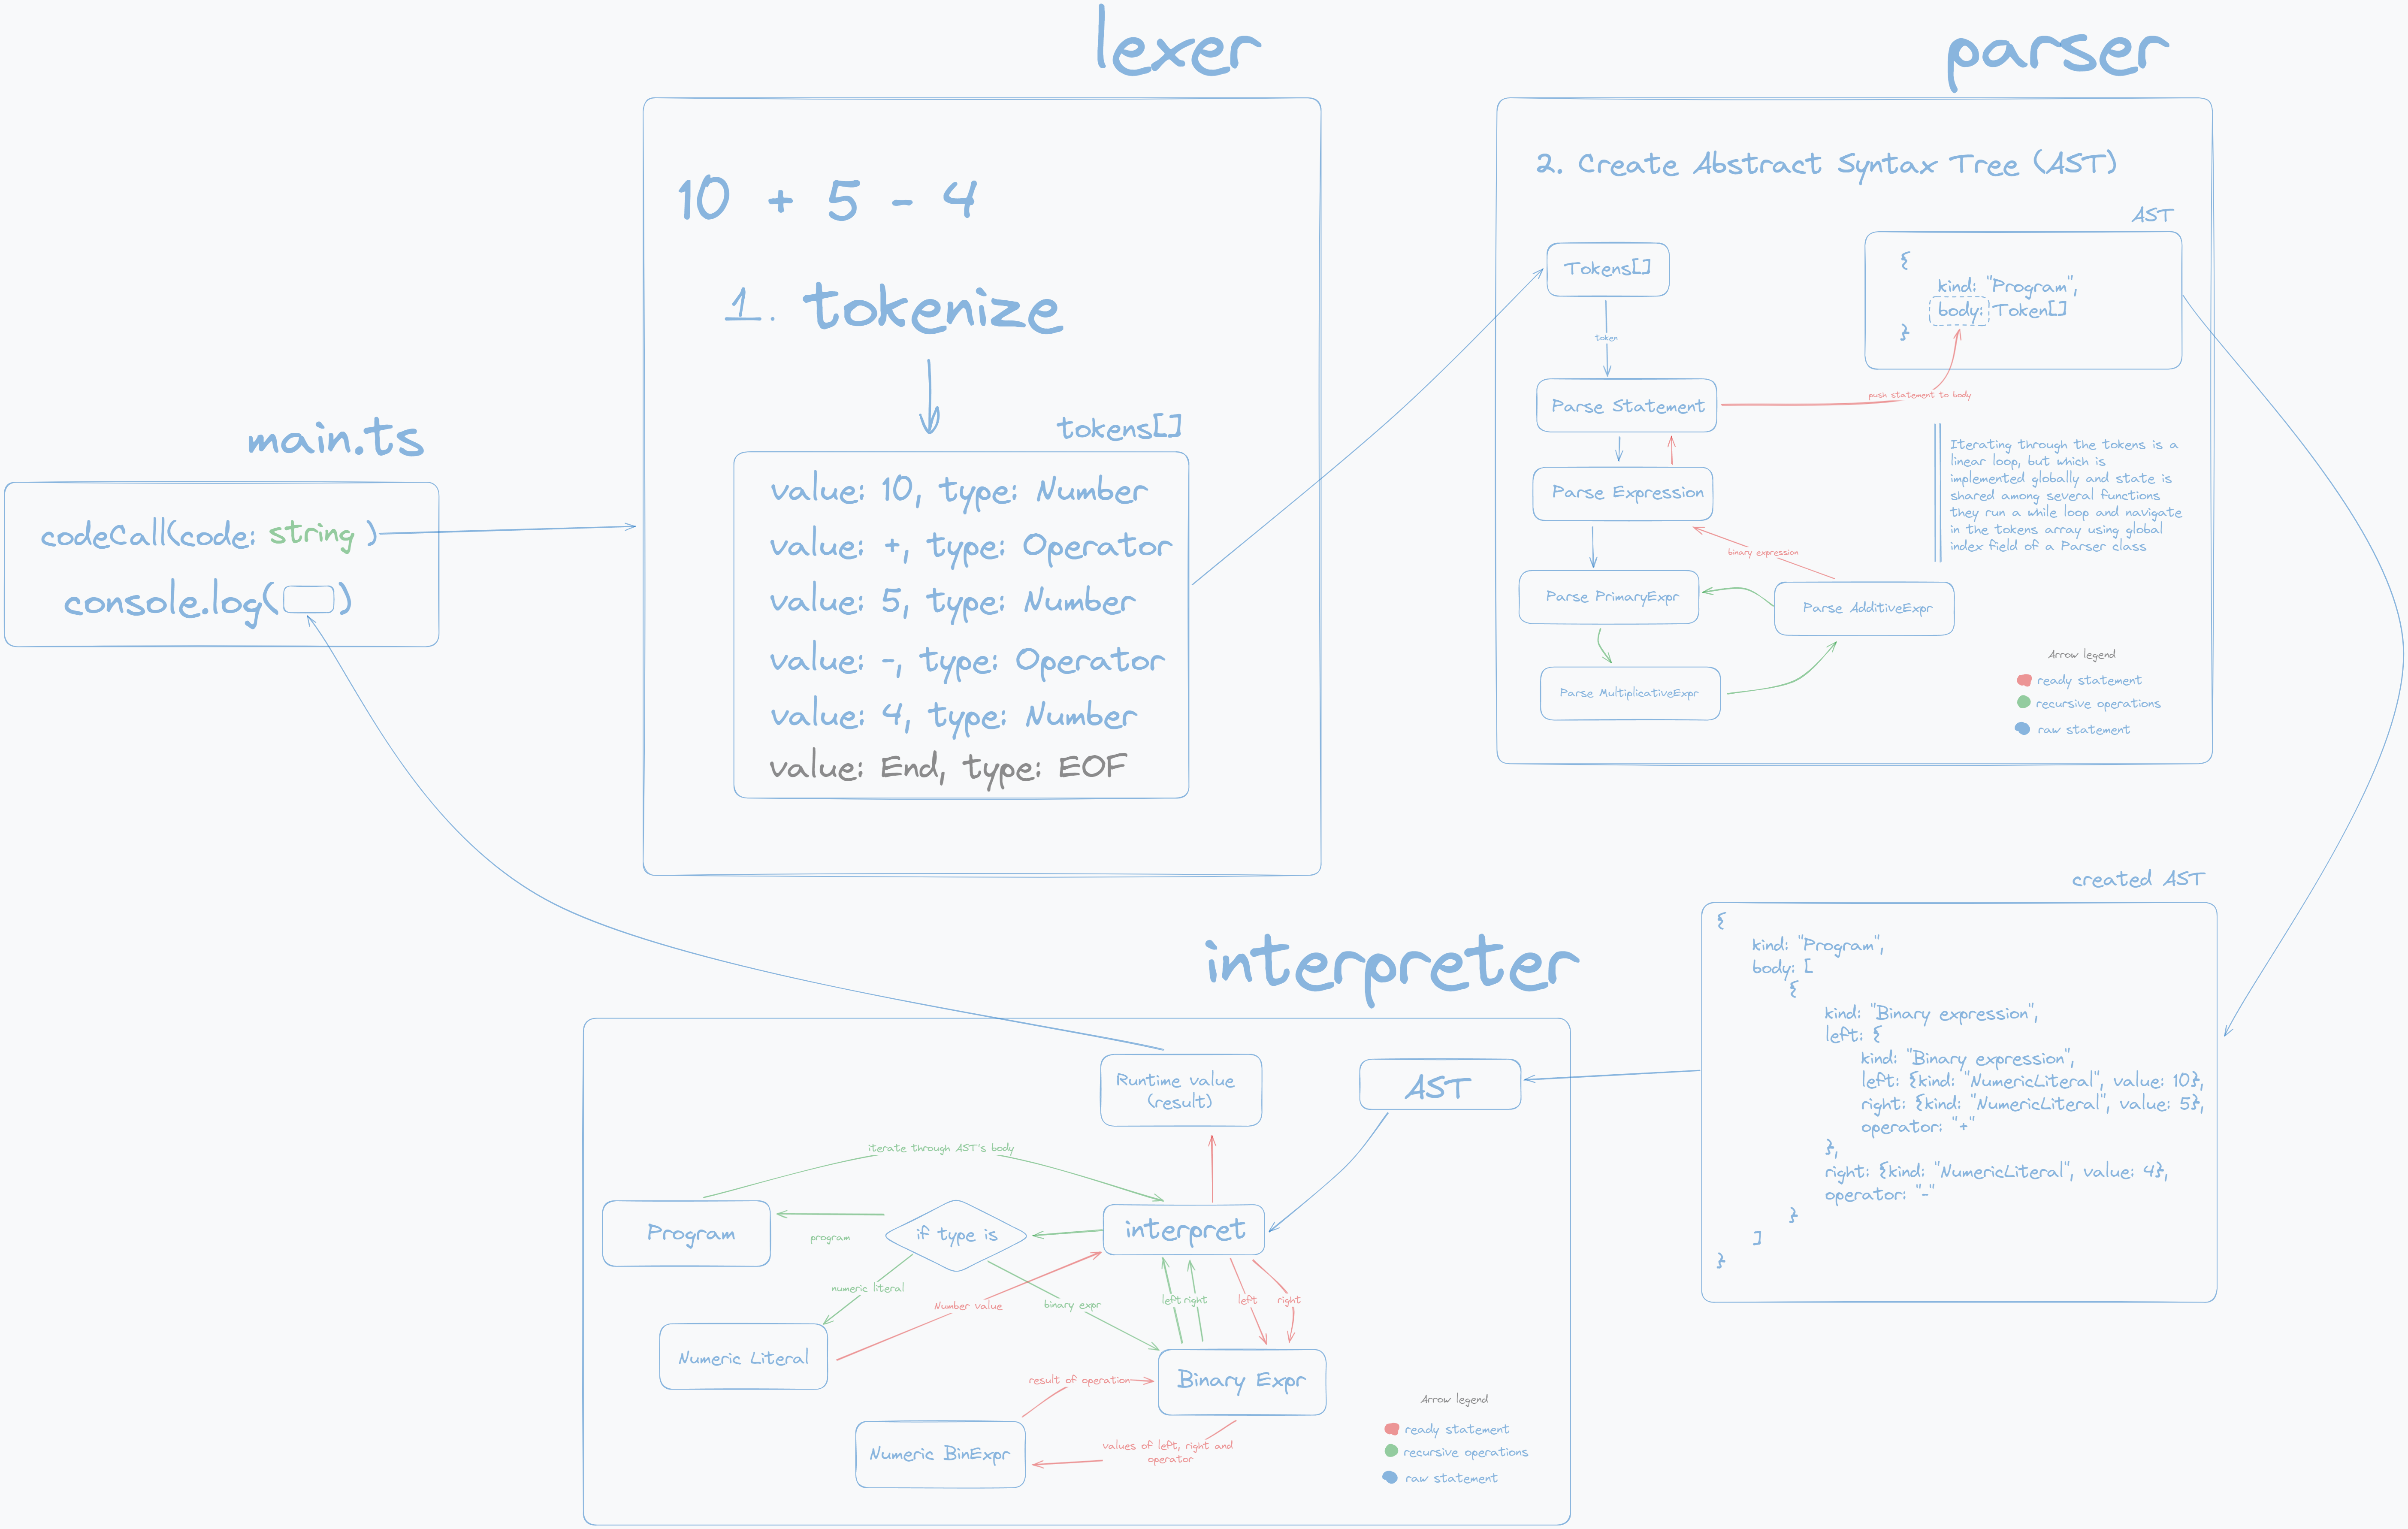 main.ts
codeCall(code: string )
console.log( )
lexer
10 + 5 - 4
1. tokenize
tokens[]
value: 10, type: Number
value: +, type: Operator
value: 5, type: Number
value: -, type: Operator
value: 4, type: Number
value: End, type: EOF
parser
2. Create Abstract Syntax Tree (AST)
AST
{
kind: "Program",
body: Token[]
}
Tokens[]
token
Parse Statement
push statement to body
Parse Expression
binary expression
Parse PrimaryExpr
Parse AdditiveExpr
Parse MultiplicativeExpr
Iterating through the tokens is a
linear loop, but which is
implemented globally and state is
shared among several functions
they run a while loop and navigate
in the tokens array using global
index field of a Parser class
Arrow legend
ready statement
recursive operations
raw statement
created AST
{
kind: "Program",
body: [
{
kind: "Binary expression",
left: {
kind: "Binary expression",
left: {kind: "NumericLiteral", value: 10},
right: {kind: "NumericLiteral", value: 5},
operator: "+"
},
right: {kind: "NumericLiteral", value: 4},
operator: "-"
}
]
}
interpreter
Runtime value
(result)
AST
iterate through AST's body
Program
program
if type is
interpret
numeric literal
Number value
binary expr
left
right
left
right
Numeric Literal
Binary Expr
result of operation
values of left, right and
operator
Numeric BinExpr
Arrow legend
ready statement
recursive operations
raw statement